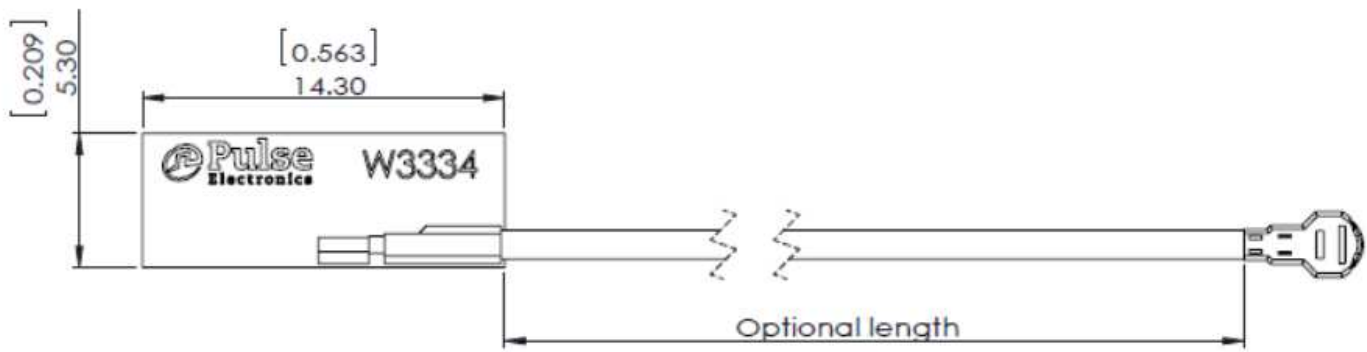 [0.209]
5.30
[0.563]
14.30
Pulse
Electronics
W3334
Optional length